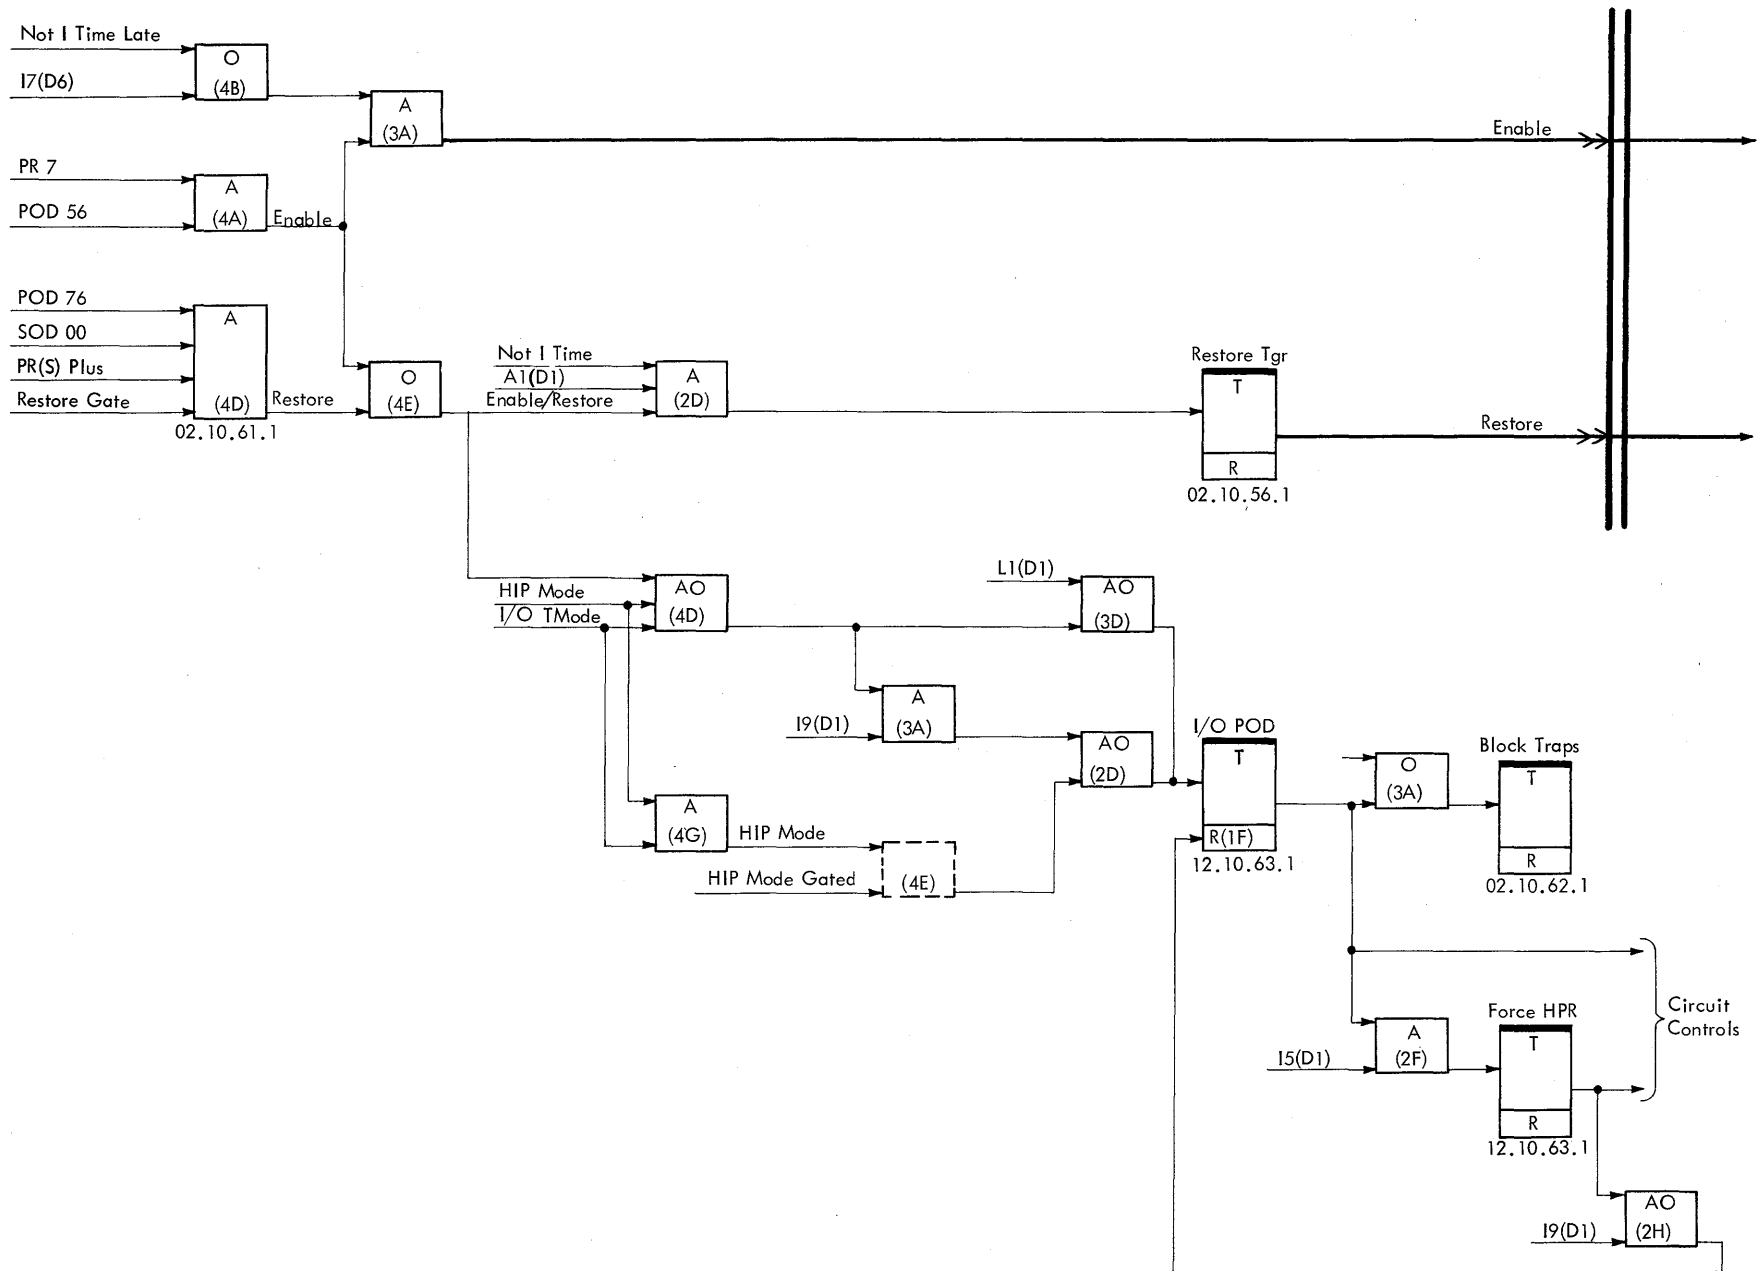 Not I Time Late
O
I7(D6)
(4B)
A
(3A)
Enable
PR 7
A
POD 56
(4A)
Enable
POD 76
A
SOD 00
PR(S) Plus
Restore Gate
(4D)
Restore
02.10.61.1
O
(4E)
Not I Time
A1(D1)
Enable/Restore
A
(2D)
Restore Tgr
T
R
02.10.56.1
Restore
HIP Mode
I/O TMode
AO
(4D)
L1(D1)
AO
(3D)
A
I9(D1)
(3A)
AO
(2D)
I/O POD
T
R(1F)
12.10.63.1
O
(3A)
Block Traps
T
R
02.10.62.1
A
(4G)
HIP Mode
HIP Mode Gated
(4E)
Circuit
Controls
A
I5(D1)
(2F)
Force HPR
T
R
12.10.63.1
AO
I9(D1)
(2H)